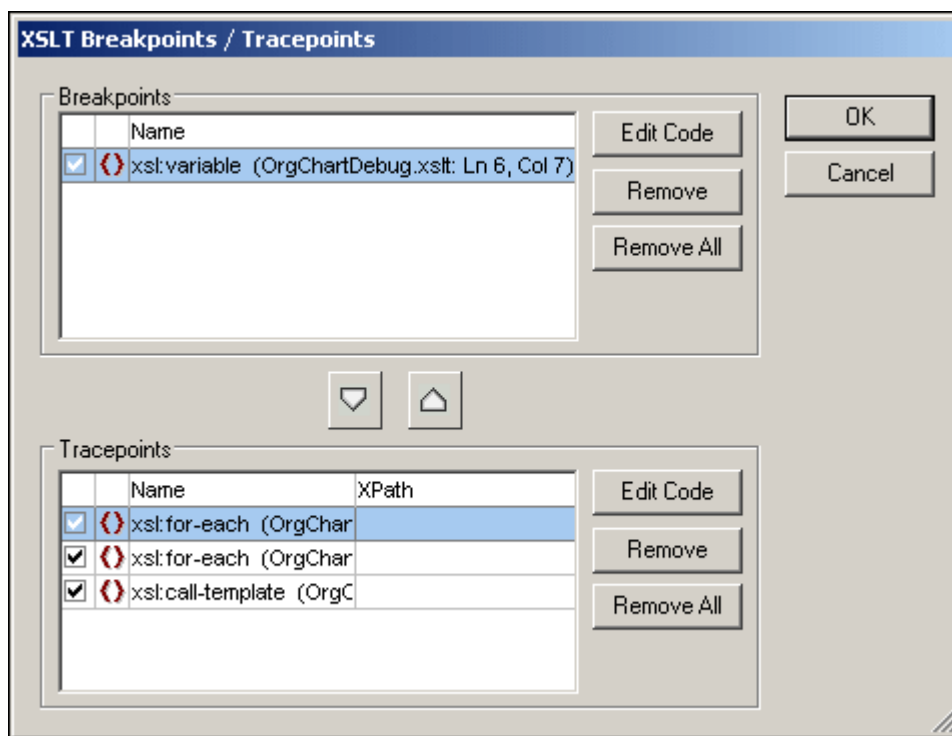 XSLT Breakpoints / Tracepoints
Breakpoints
Name
xsl:variable (OrgChartDebug.xslt: Ln 6, Col 7)
Edit Code
Remove
Remove All
OK
Cancel
Tracepoints
Name XPath
xsl:for-each (OrgChar
xsl:for-each (OrgChar
xsl:call-template (OrgC
Edit Code
Remove
Remove All